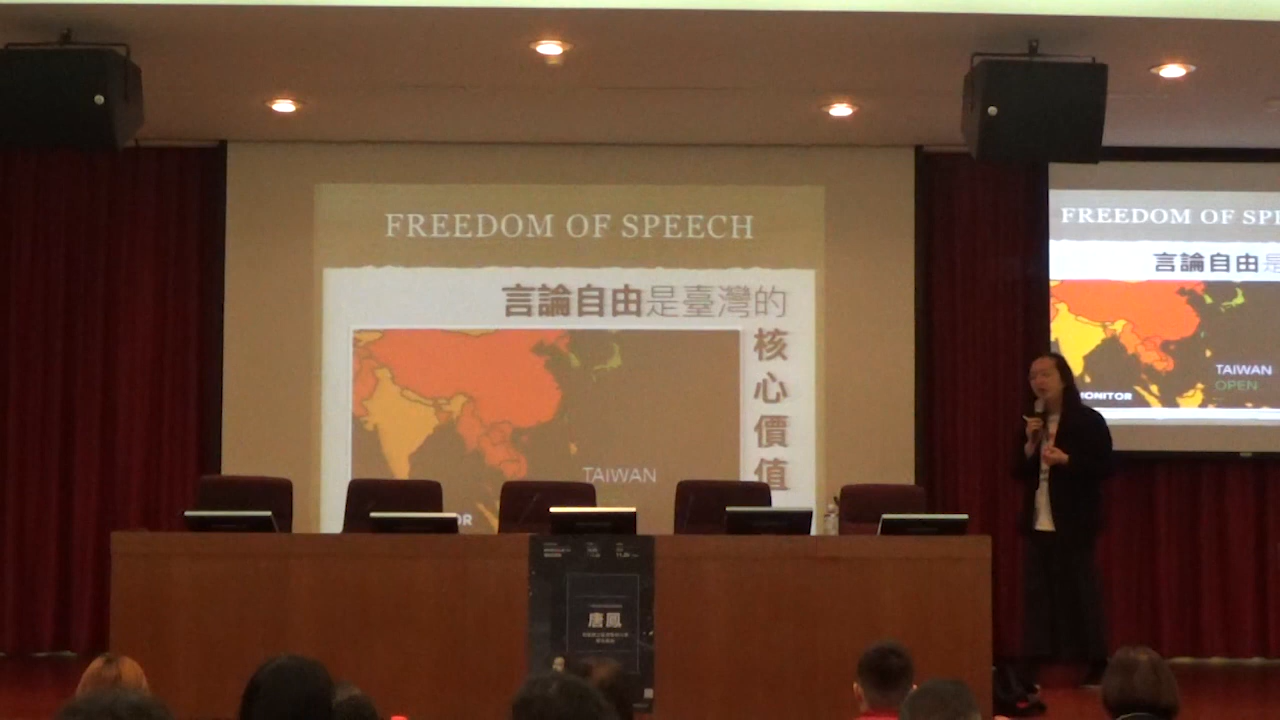 FREEDOM OF SPEECH
言論自由是臺灣的
核心價值
TAIWAN
FREEDOM OF SPE
言論自由是
TAIWAN
OPEN
MONITOR
唐鳳